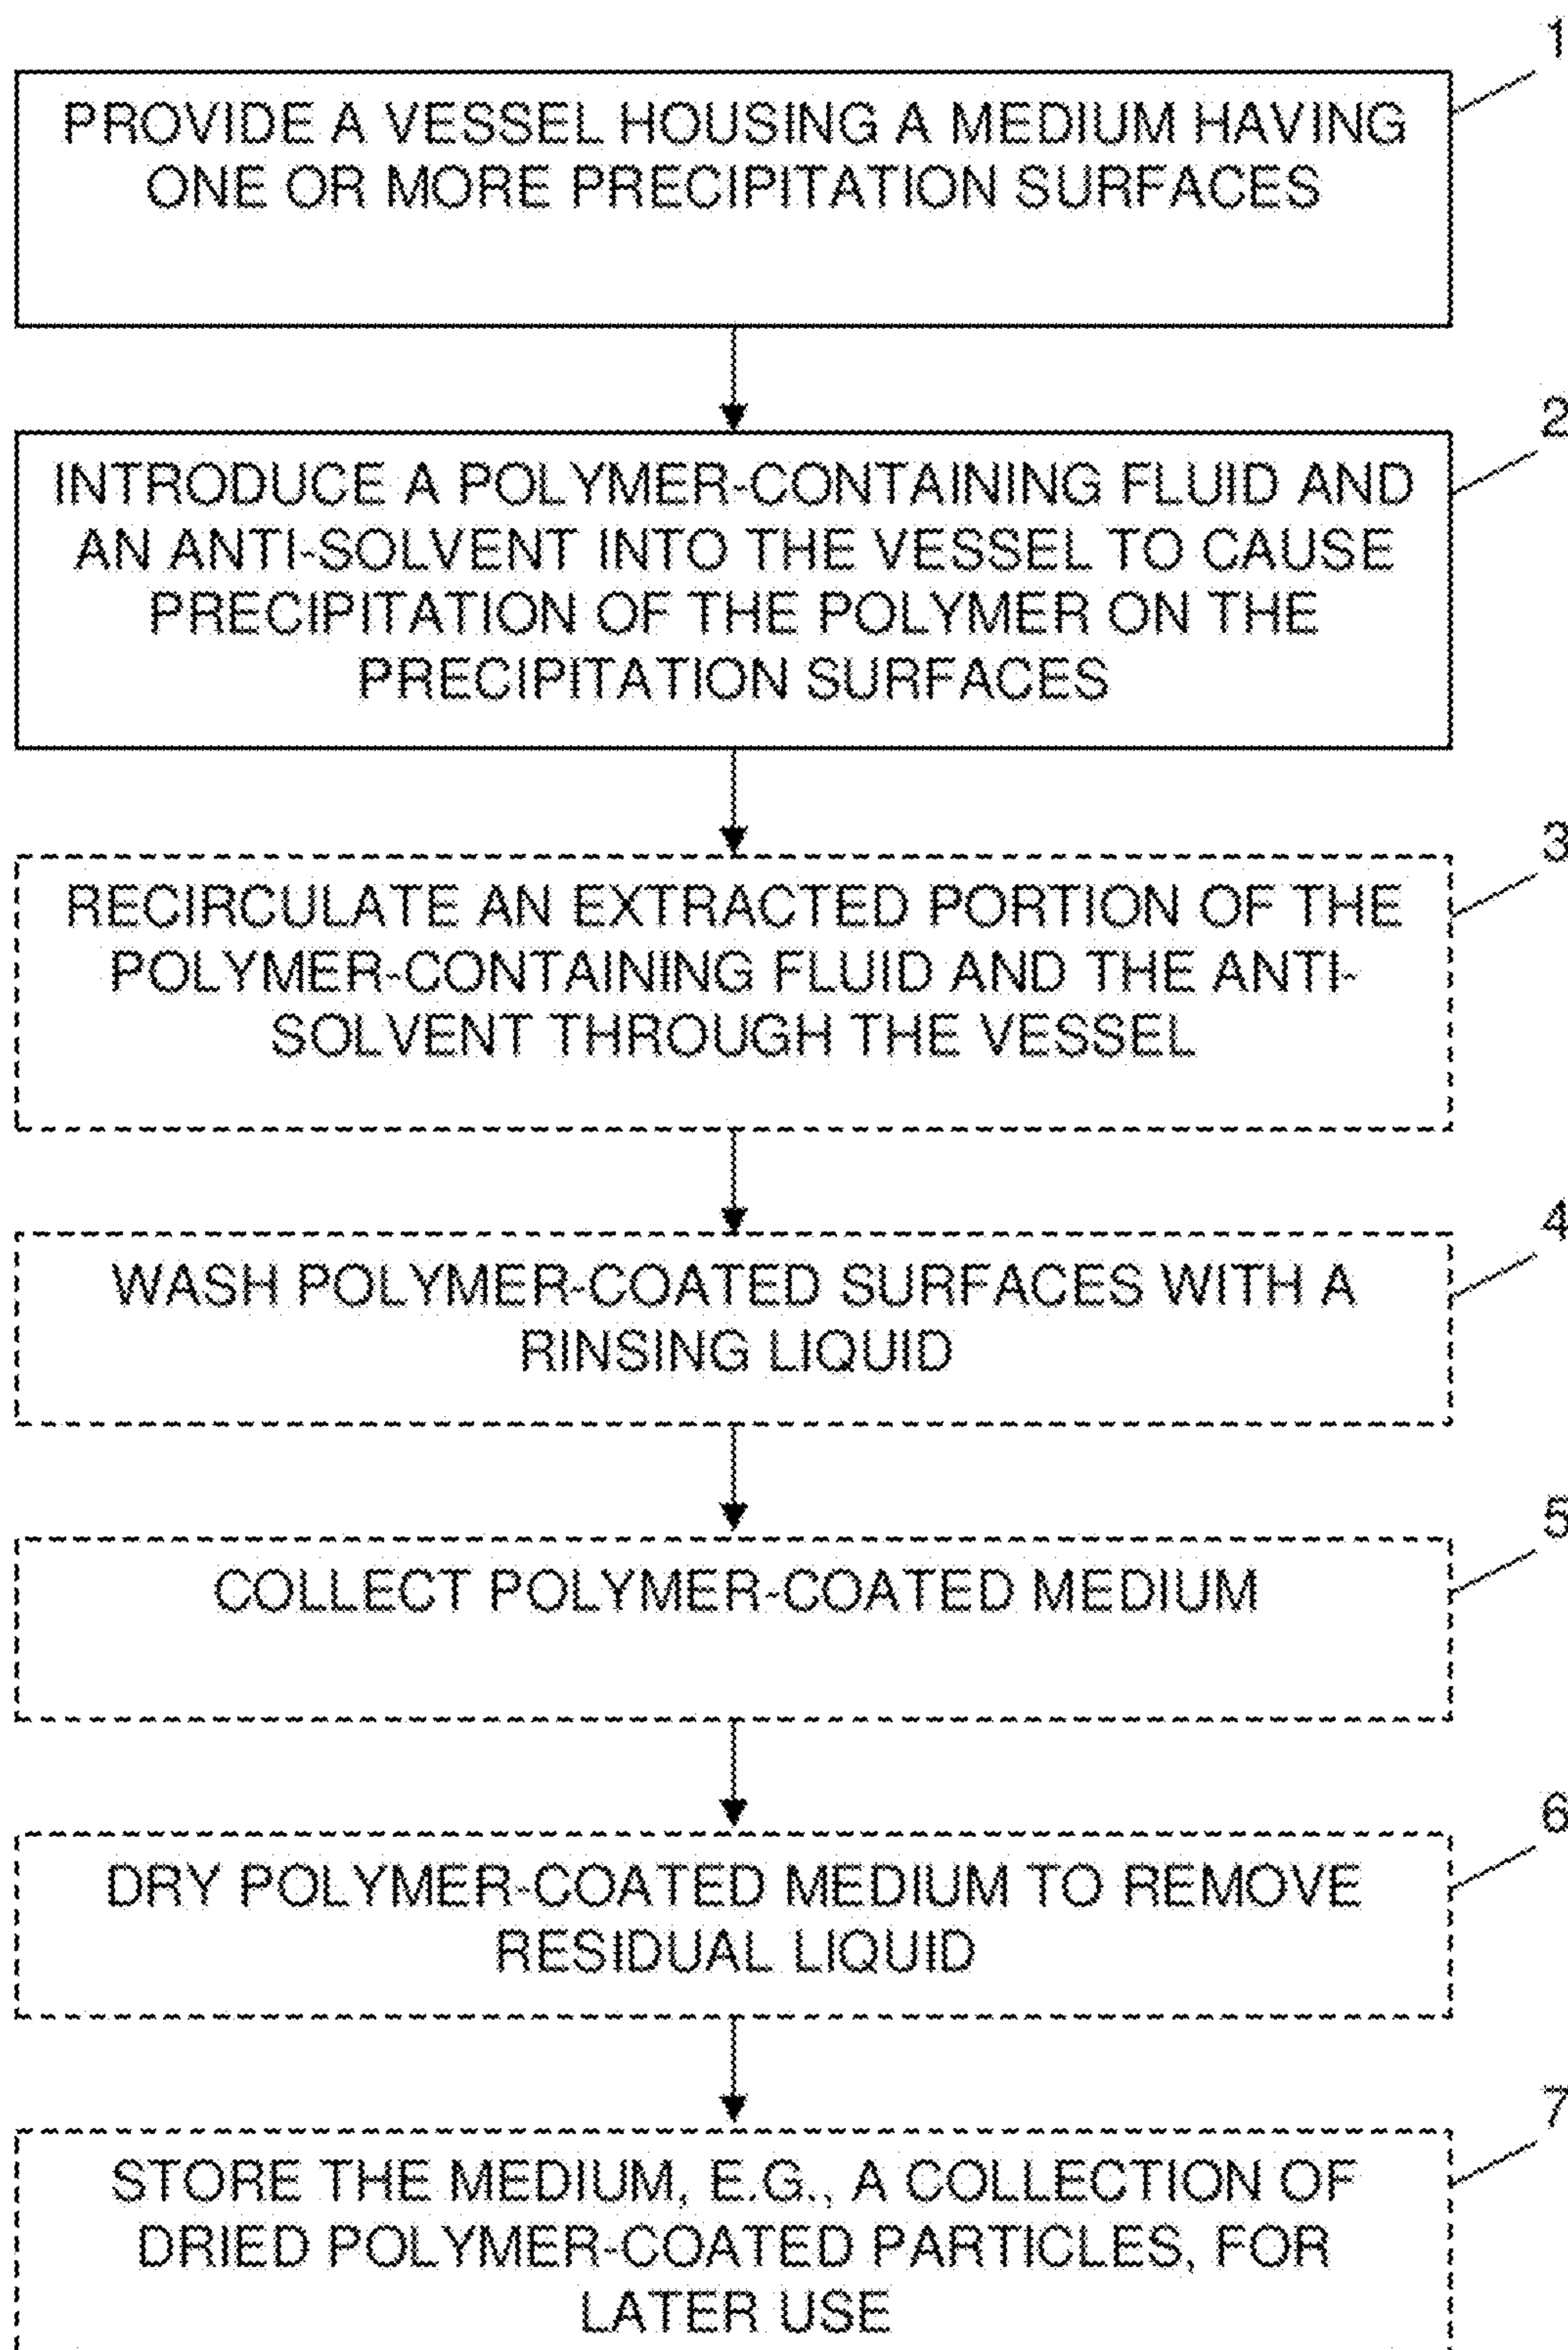 1
PROVIDE A VESSEL HOUSING A MEDIUM HAVING
ONE OR MORE PRECIPITATION SURFACES
2
INTRODUCE A POLYMER-CONTAINING FLUID AND
AN ANTI-SOLVENT INTO THE VESSEL TO CAUSE
PRECIPITATION OF THE POLYMER ON THE
PRECIPITATION SURFACES
3
RECIRCULATE AN EXTRACTED PORTION OF THE
POLYMER-CONTAINING FLUID AND THE ANTI-
SOLVENT THROUGH THE VESSEL
4
WASH POLYMER-COATED SURFACES WITH A
RINSING LIQUID
5
COLLECT POLYMER-COATED MEDIUM
6
DRY POLYMER-COATED MEDIUM TO REMOVE
RESIDUAL LIQUID
7
STORE THE MEDIUM, E.G., A COLLECTION OF
DRIED POLYMER-COATED PARTICLES, FOR
LATER USE